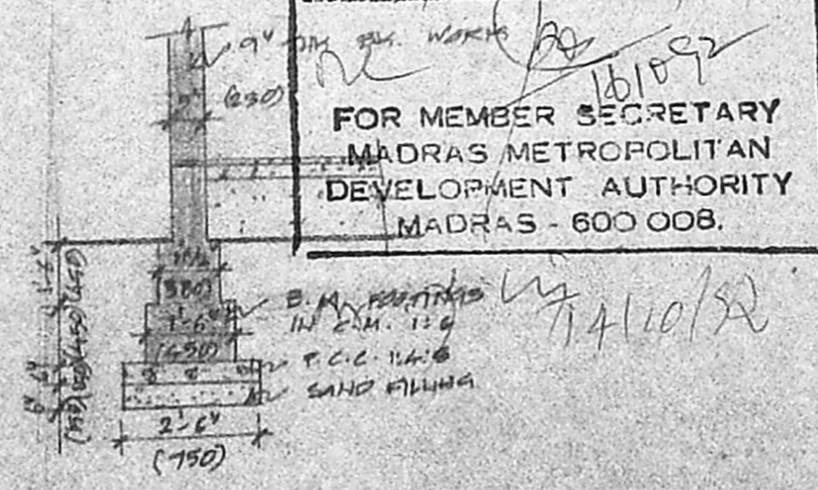 9" THK BK. WORK
9"
(230)
16/10/92
FOR MEMBER SECRETARY
MADRAS METROPOLITAN
DEVELOPMENT AUTHORITY
MADRAS - 600 008.
(380)
1'-6"
(450)
B.M. FOOTINGS
IN C.M. 1:6
P.C.C. 1:4:8
SAND FILLING
14/10/92
2'-6"
(750)